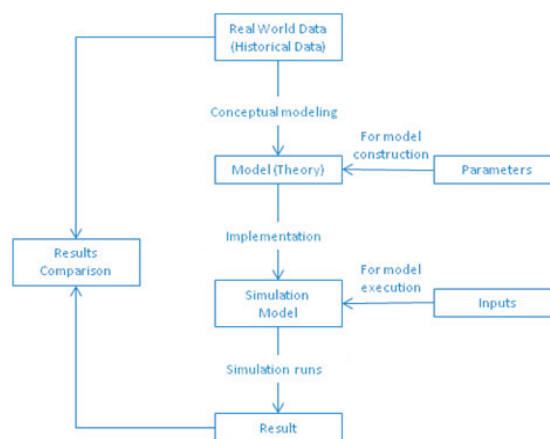 Real World Data
(Historical Data)
Conceptual modeling
For model
construction
Model (Theory)
Parameters
Implementation
Results
Comparison
For model
execution
Simulation
Model
Inputs
Simulation runs
Result